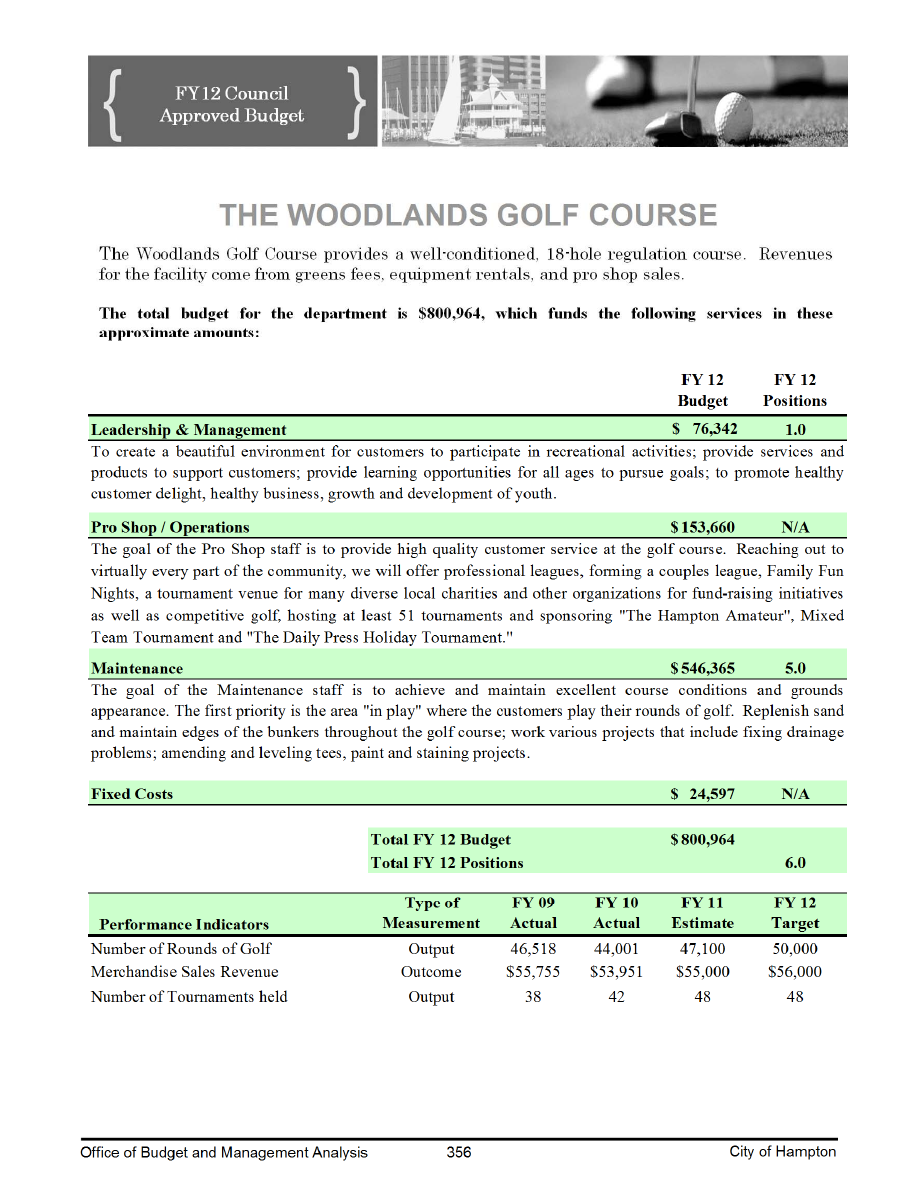 FY12 Council
Approved Budget
THE WOODLANDS GOLF COURSE
The Woodlands Golf Course provides a well-conditioned, 18-hole regulation course. Revenues
for the facility come from greens fees, equipment rentals, and pro shop sales.
The total budget for the department is $800,964, which funds the following services in these
approximate amounts:
FY 12 FY 12
Budget Positions
Leadership & Management $ 76,342 1.0
To create a beautiful environment for customers to participate in recreational activities; provide services and
products to support customers; provide learning opportunities for all ages to pursue goals; to promote healthy
customer delight, healthy business, growth and development of youth.
Pro Shop / Operations $153,660 N/A
The goal of the Pro Shop staff is to provide high quality customer service at the golf course. Reaching out to
virtually every part of the community, we will offer professional leagues, forming a couples league, Family Fun
Nights, a tournament venue for many diverse local charities and other organizations for fund-raising initiatives
as well as competitive golf, hosting at least 51 tournaments and sponsoring "The Hampton Amateur", Mixed
Team Tournament and "The Daily Press Holiday Tournament."
Maintenance $546,365 5.0
The goal of the Maintenance staff is to achieve and maintain excellent course conditions and grounds
appearance. The first priority is the area "in play" where the customers play their rounds of golf. Replenish sand
and maintain edges of the bunkers throughout the golf course; work various projects that include fixing drainage
problems; amending and leveling tees, paint and staining projects.
Fixed Costs $ 24,597 N/A
Total FY 12 Budget $800,964
Total FY 12 Positions 6.0
Type of FY 09 FY 10 FY 11 FY 12
Performance Indicators Measurement Actual Actual Estimate Target
Number of Rounds of Golf Output 46,518 44,001 47,100 50,000
Merchandise Sales Revenue Outcome $55,755 $53,951 $55,000 $56,000
Number of Tournaments held Output 38 42 48 48
Office of Budget and Management Analysis 356 City of Hampton